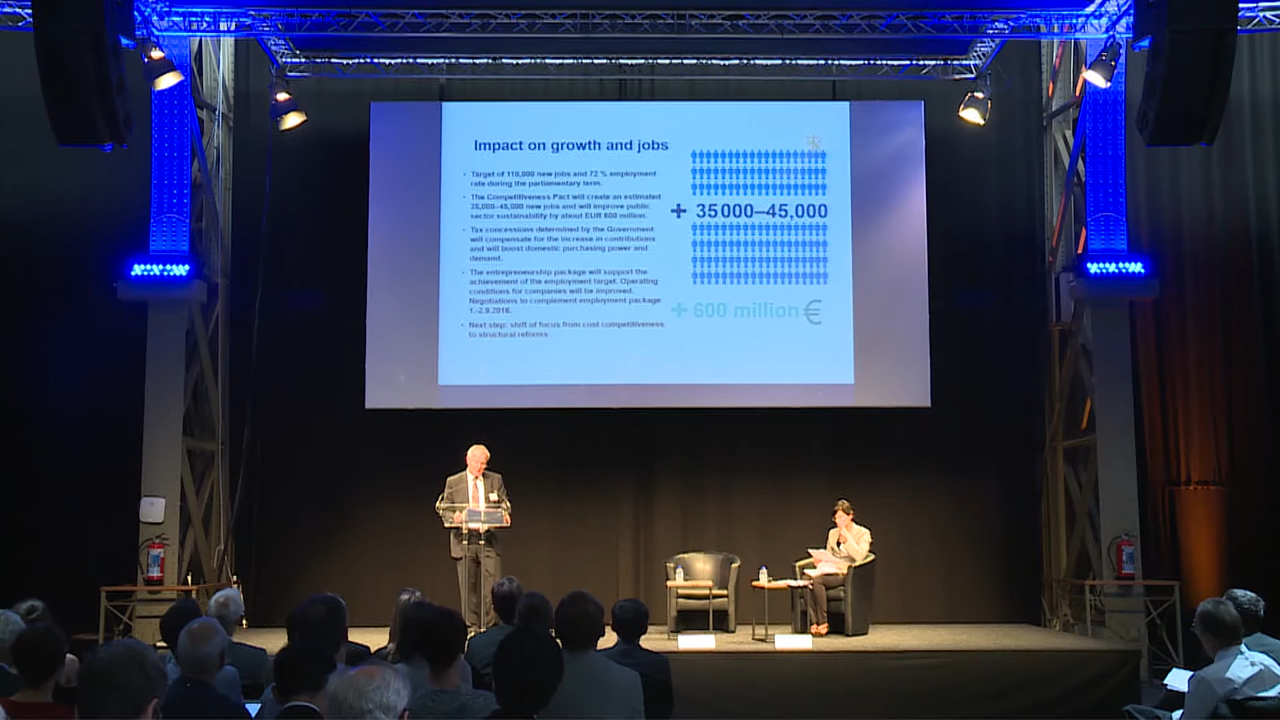 Impact on growth and jobs
• Target of 110,000 new jobs and 72 % employment
rate during the parliamentary term.
• The Competitiveness Pact will create an estimated
35,000–45,000 new jobs and will improve public
sector sustainability by about EUR 600 million.
• Tax concessions determined by the Government
will compensate for the increase in contributions
and will boost domestic purchasing power and
demand.
• The entrepreneurship package will support the
achievement of the employment target. Operating
conditions for companies will be improved.
Negotiations to complement employment package
1.-2.9.2016.
• Next step: shift of focus from cost competitiveness
to structural reforms
+ 35 000–45,000
+ 600 million €